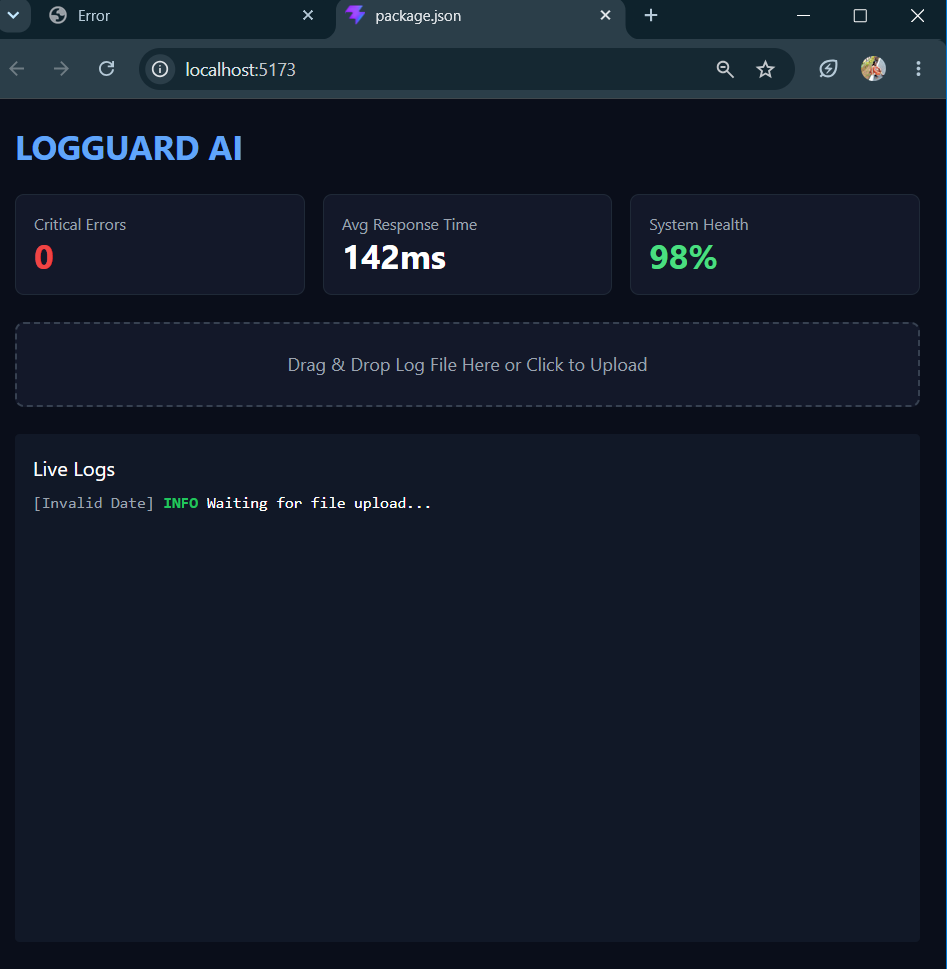 Error
package.json
localhost:5173
LOGGUARD AI
Critical Errors
0
Avg Response Time
142ms
System Health
98%
Drag & Drop Log File Here or Click to Upload
Live Logs
[Invalid Date] INFO Waiting for file upload...